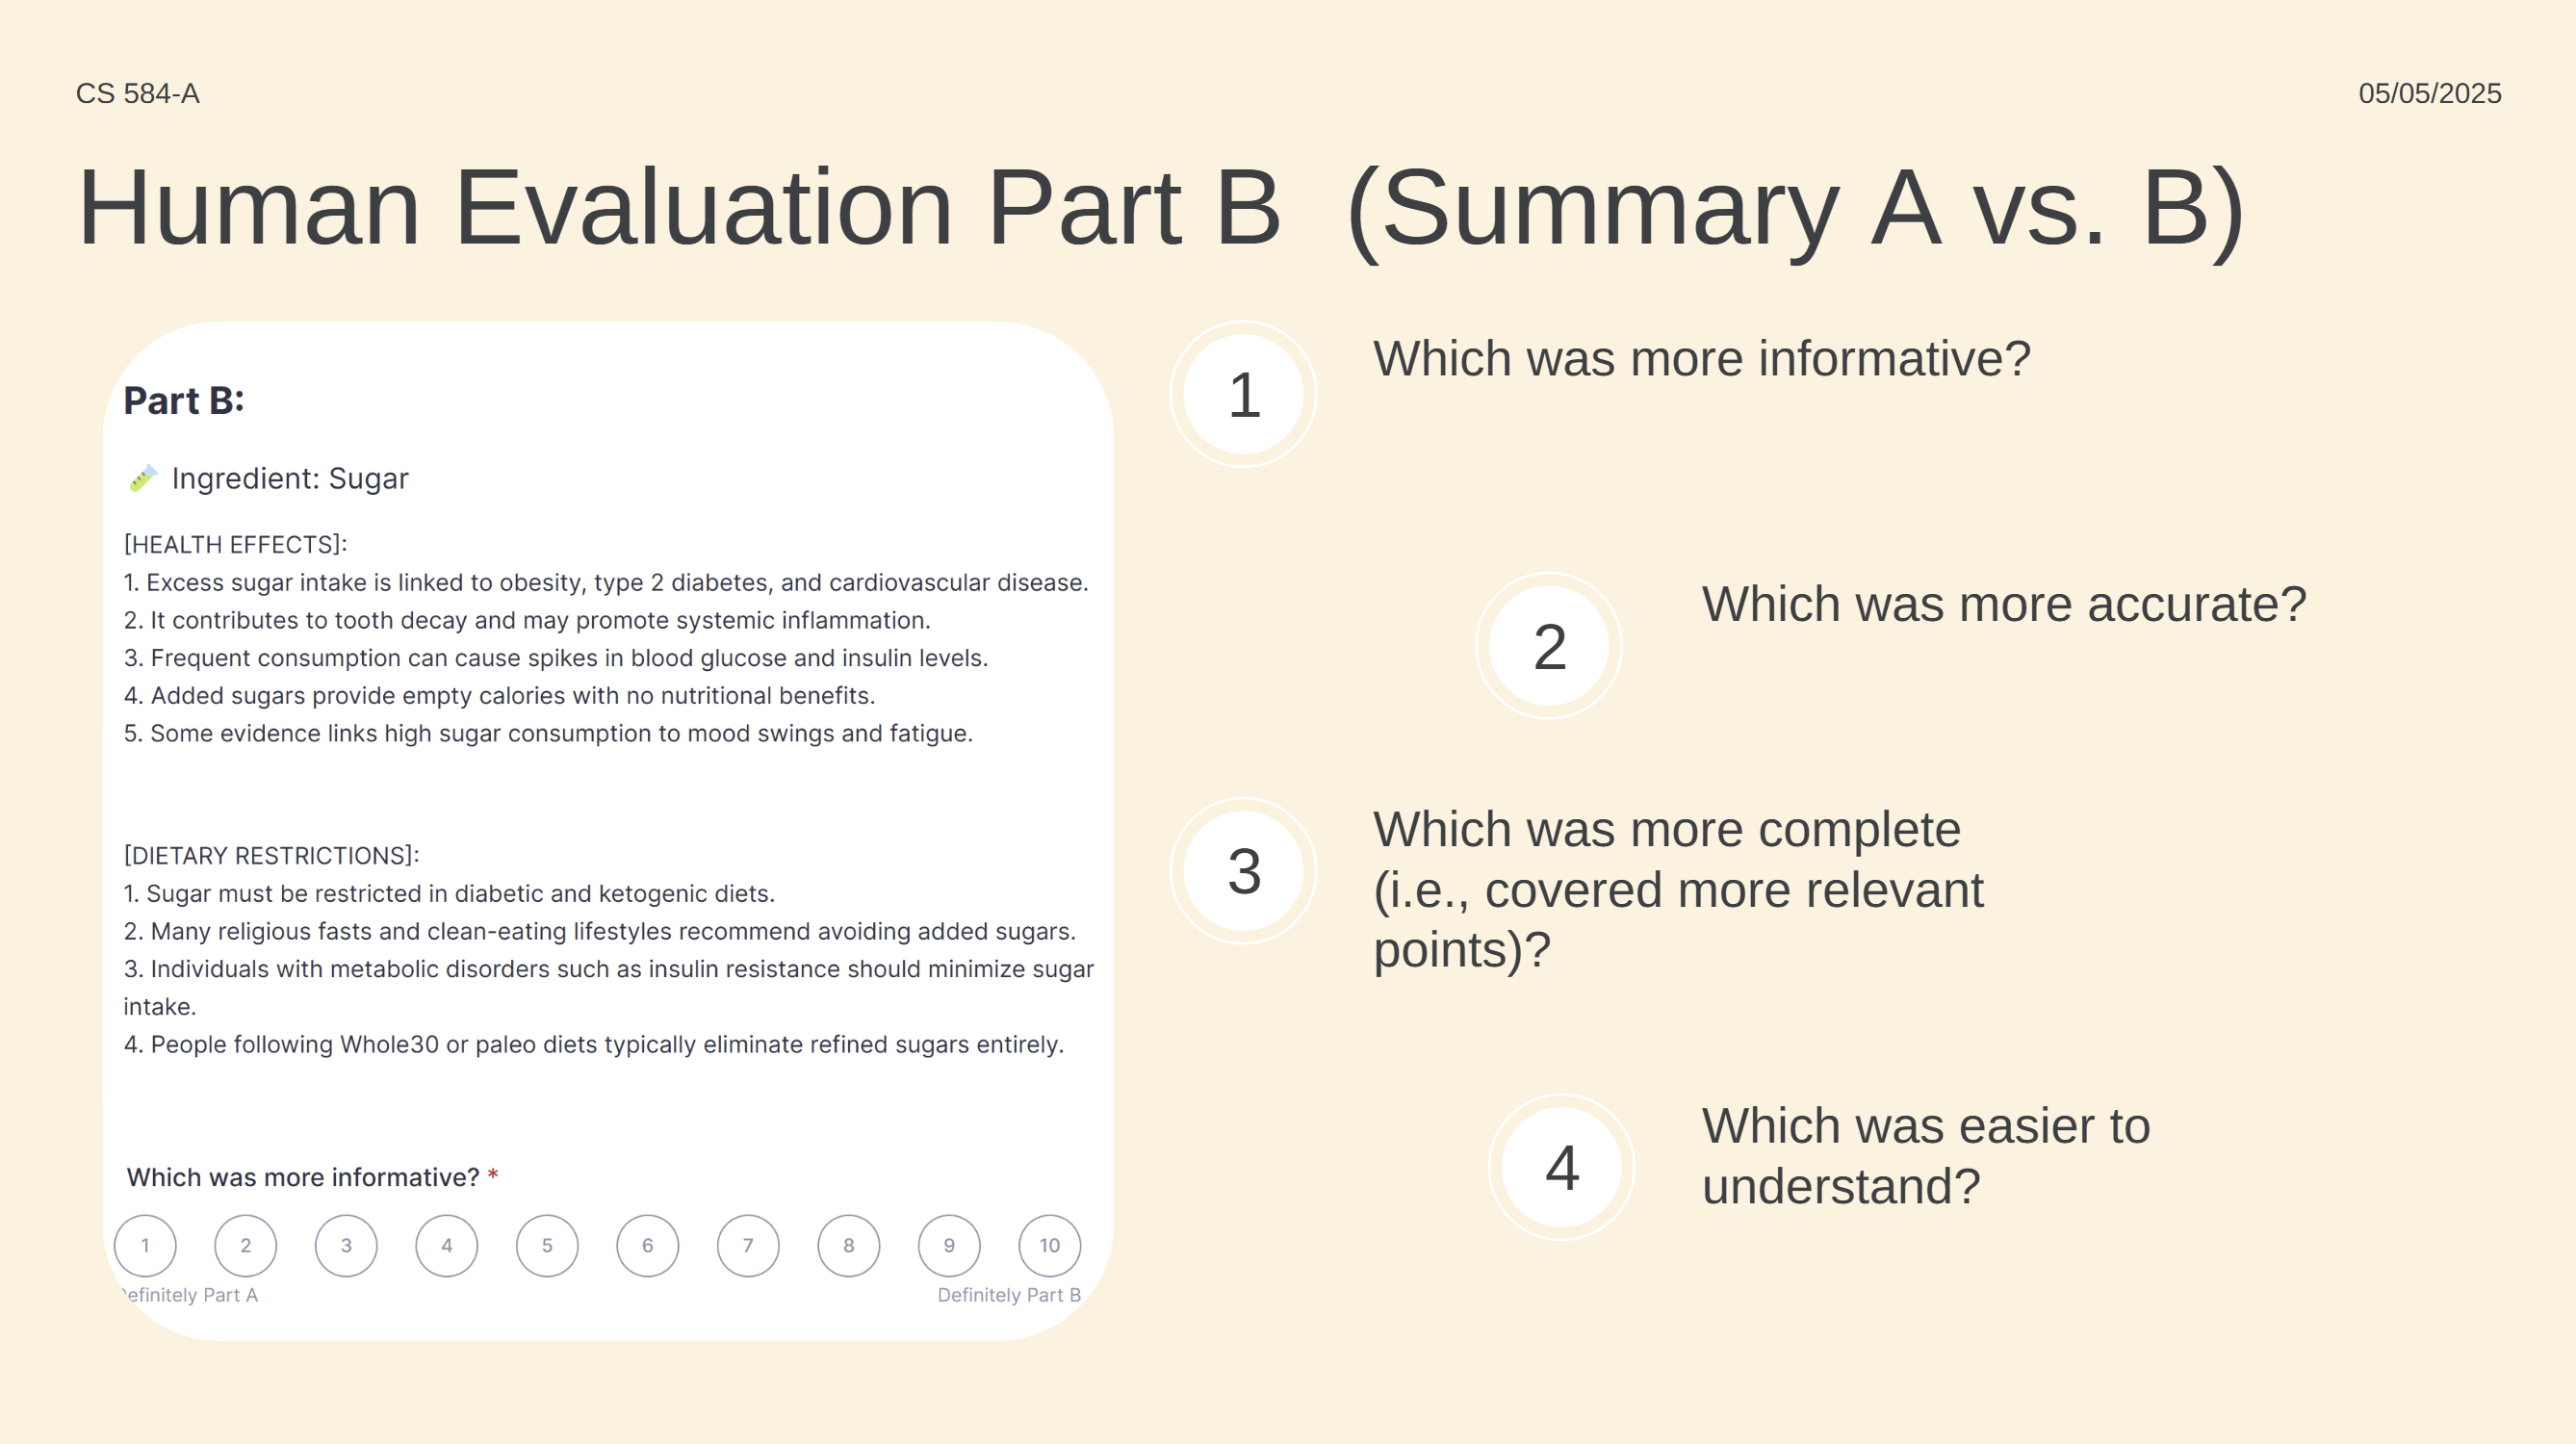 CS 584-A
05/05/2025
Human Evaluation Part B  (Summary A vs. B)
Part B:
Ingredient: Sugar
[HEALTH EFFECTS]:
1. Excess sugar intake is linked to obesity, type 2 diabetes, and cardiovascular disease.
2. It contributes to tooth decay and may promote systemic inflammation.
3. Frequent consumption can cause spikes in blood glucose and insulin levels.
4. Added sugars provide empty calories with no nutritional benefits.
5. Some evidence links high sugar consumption to mood swings and fatigue.
[DIETARY RESTRICTIONS]:
1. Sugar must be restricted in diabetic and ketogenic diets.
2. Many religious fasts and clean-eating lifestyles recommend avoiding added sugars.
3. Individuals with metabolic disorders such as insulin resistance should minimize sugar
intake.
4. People following Whole30 or paleo diets typically eliminate refined sugars entirely.
Which was more informative? *
1 2 3 4 5 6 7 8 9 10
efinitely Part A
Definitely Part B
1
Which was more informative?
2
Which was more accurate?
3
Which was more complete
(i.e., covered more relevant
points)?
4
Which was easier to
understand?